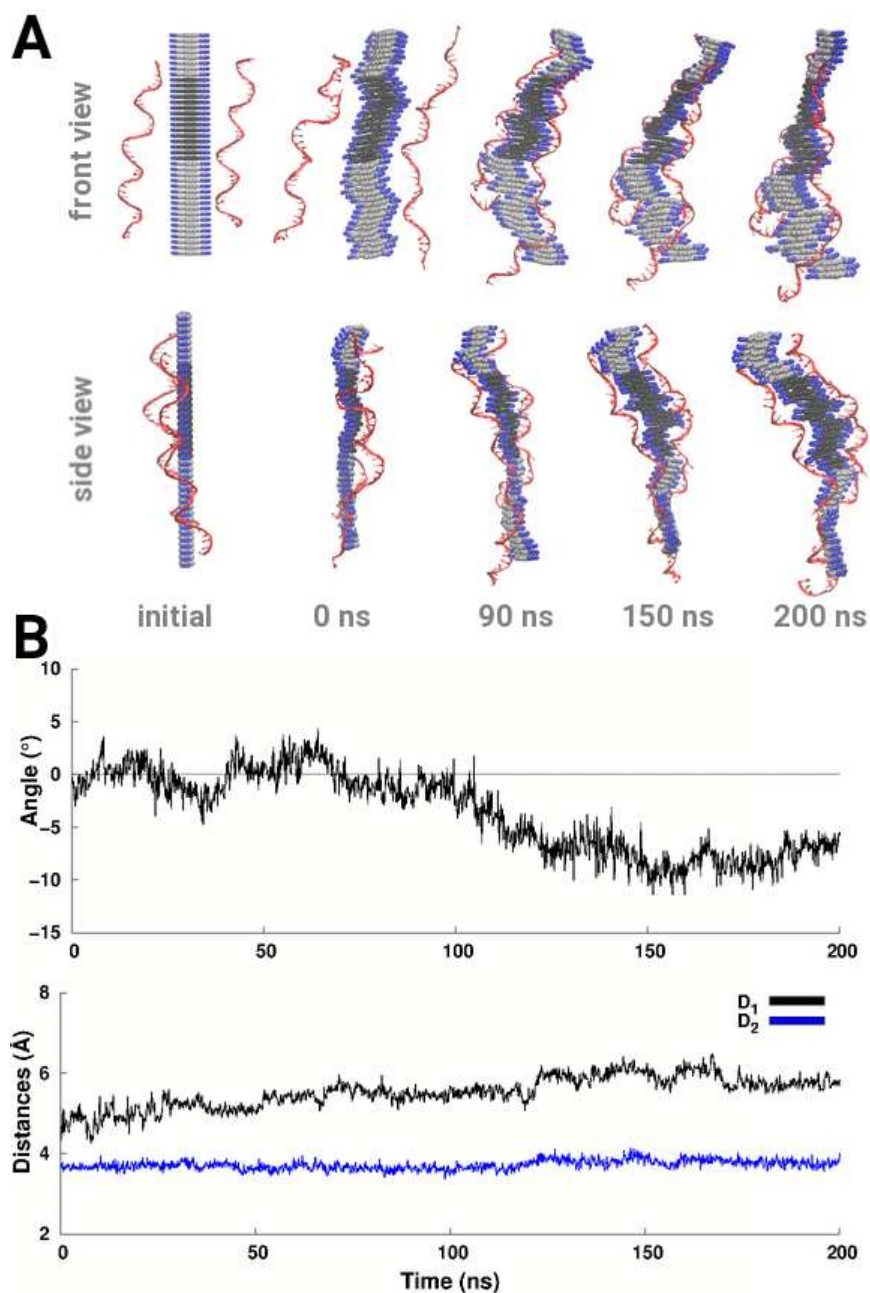 A
front view
side view
initial 0 ns 90 ns 150 ns 200 ns
B
10
5
0
−5
−10
−15
Angle (°)
0 50 100 150 200
8
6
4
2
Distances (Å)
D₁
D₂
0 50 100 150 200
Time (ns)